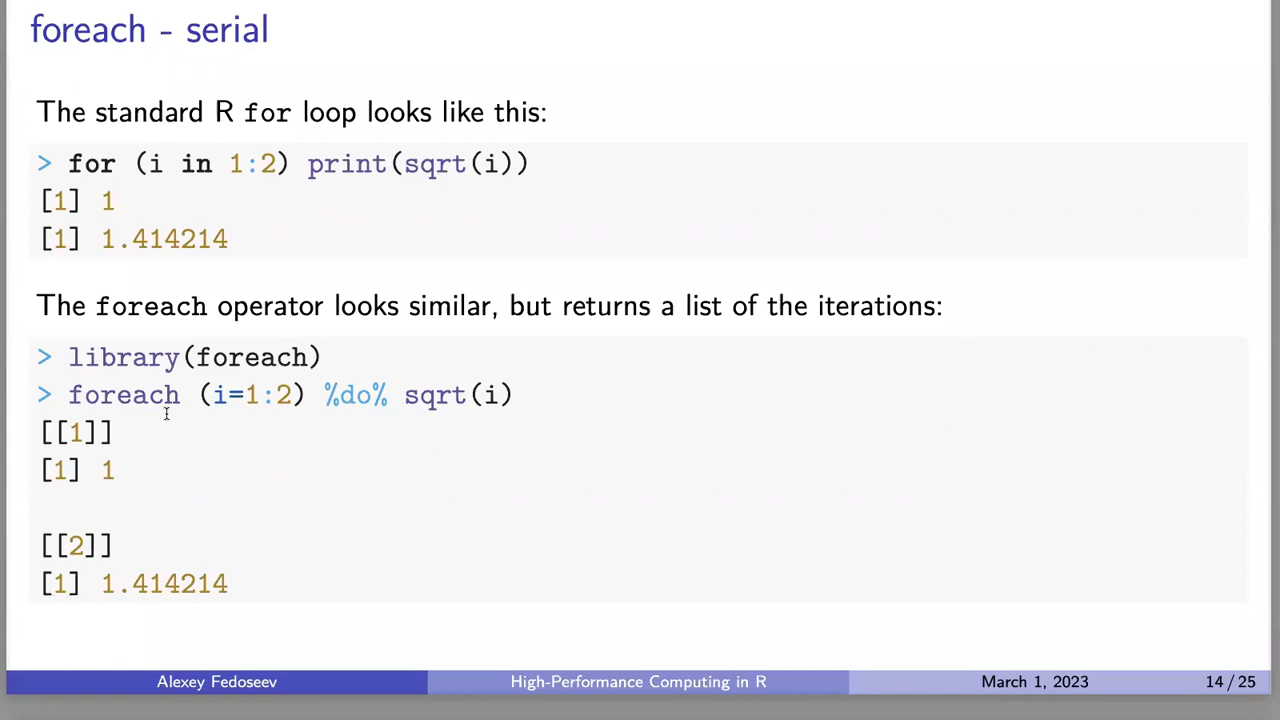 foreach - serial
The standard R for loop looks like this:
> for (i in 1:2) print(sqrt(i))
[1] 1
[1] 1.414214
The foreach operator looks similar, but returns a list of the iterations:
> library(foreach)
> foreach (i=1:2) %do% sqrt(i)
[[1]]
[1] 1
[[2]]
[1] 1.414214
Alexey Fedoseev High-Performance Computing in R March 1, 2023 14 / 25